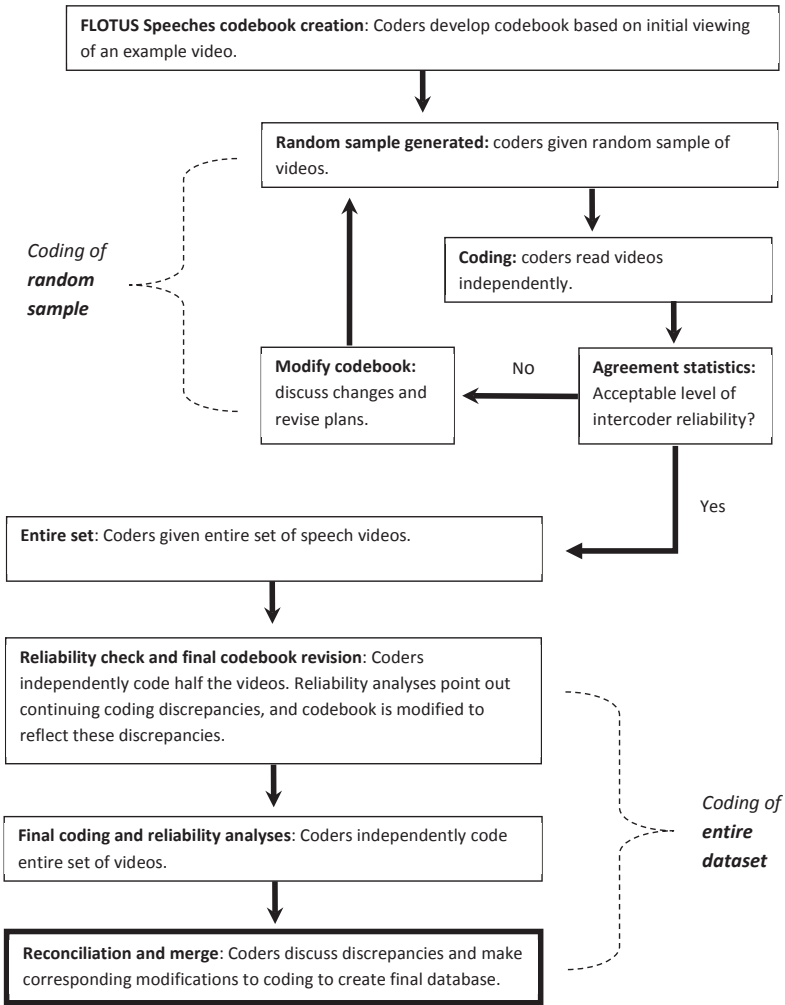 FLOTUS Speeches codebook creation: Coders develop codebook based on initial viewing
of an example video.
Random sample generated: coders given random sample of
videos.
Coding of
random
sample
Coding: coders read videos
independently.
Modify codebook:
discuss changes and
revise plans.
No
Agreement statistics:
Acceptable level of
intercoder reliability?
Yes
Entire set: Coders given entire set of speech videos.
Reliability check and final codebook revision: Coders
independently code half the videos. Reliability analyses point out
continuing coding discrepancies, and codebook is modified to
reflect these discrepancies.
Coding of
entire
dataset
Final coding and reliability analyses: Coders independently code
entire set of videos.
Reconciliation and merge: Coders discuss discrepancies and make
corresponding modifications to coding to create final database.